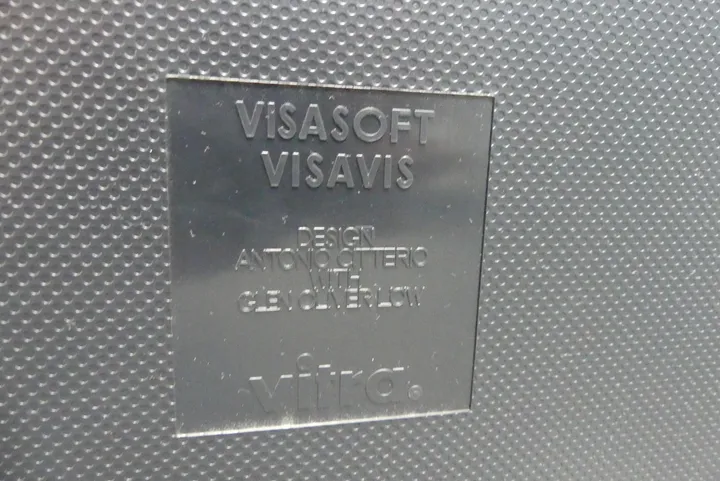 ViSASOFT
VISAVIS
DESIGN
ANTONIO CITTERIO
WITH
GLEN OLIVER LÖW
vitra.